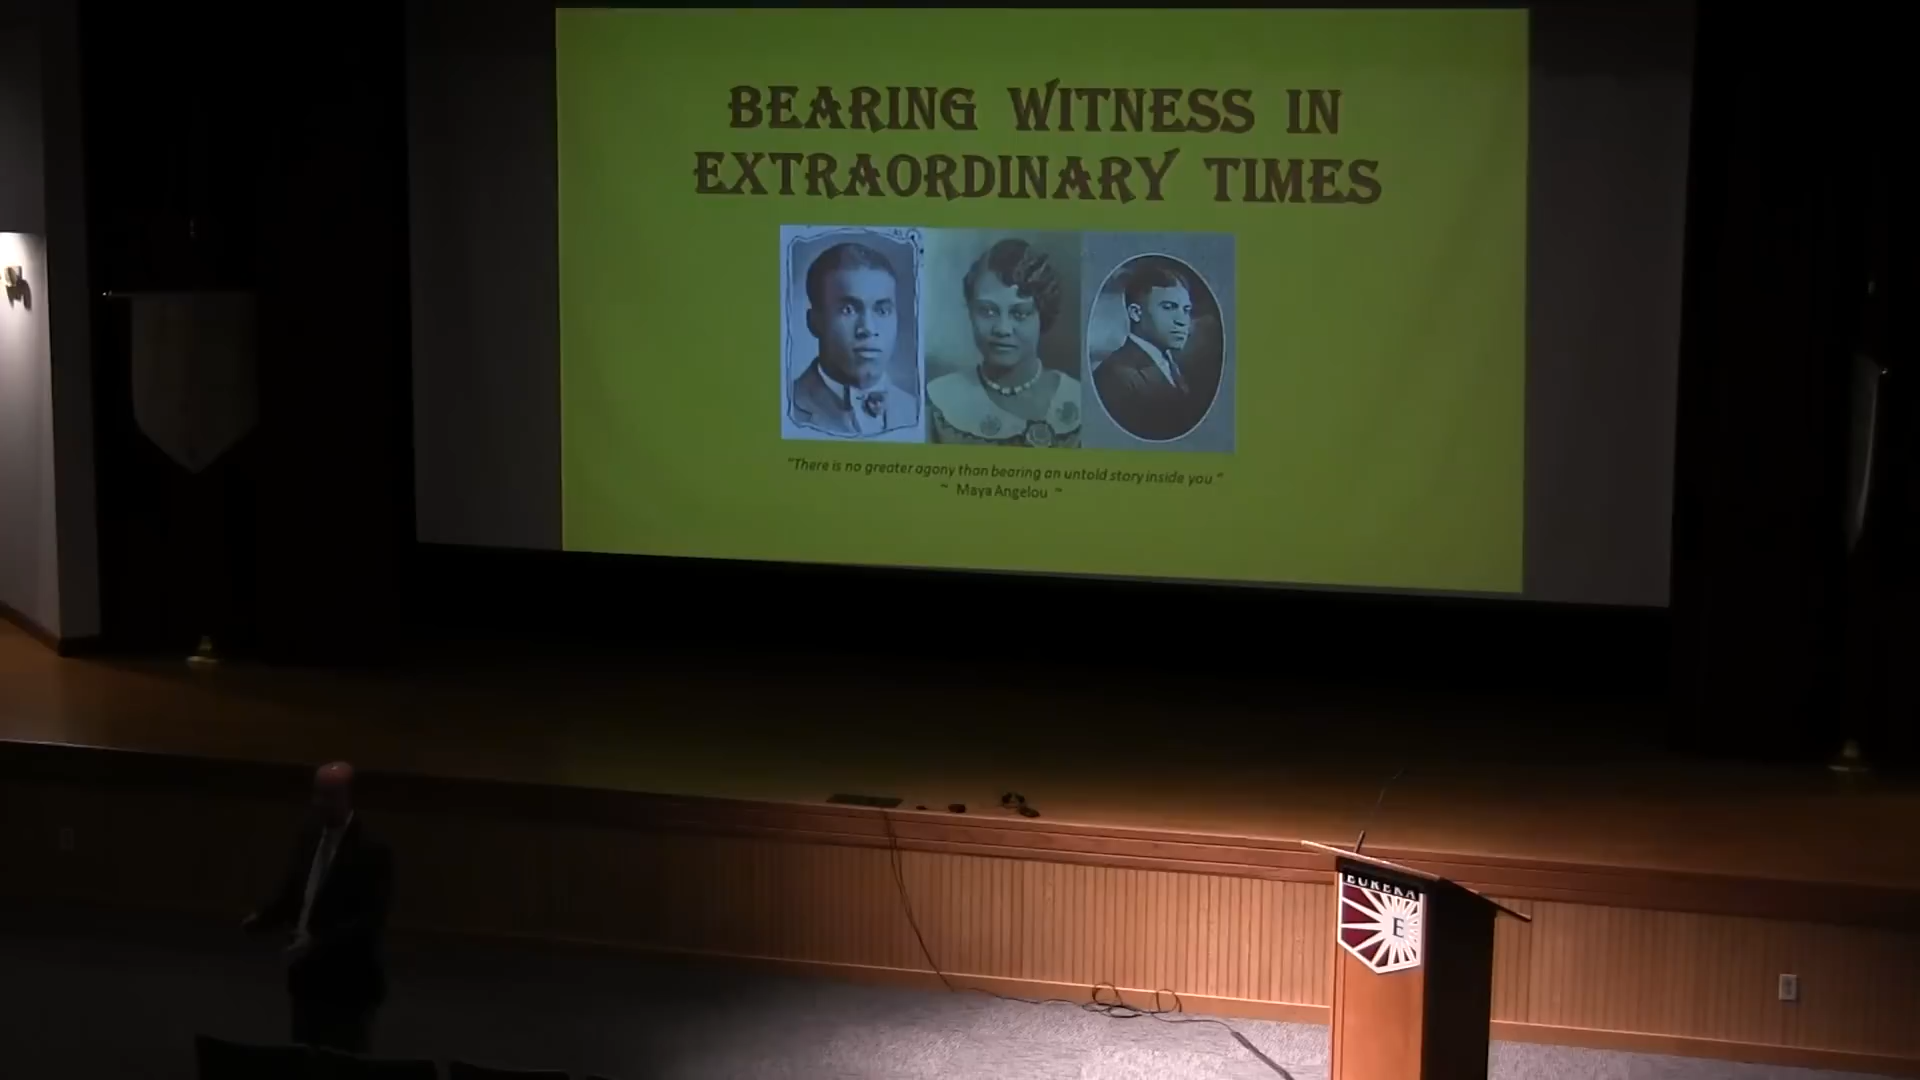 BEARING WITNESS IN
EXTRAORDINARY TIMES
"There is no greater agony than bearing an untold story inside you "
~ Maya Angelou ~
EUREKA
E